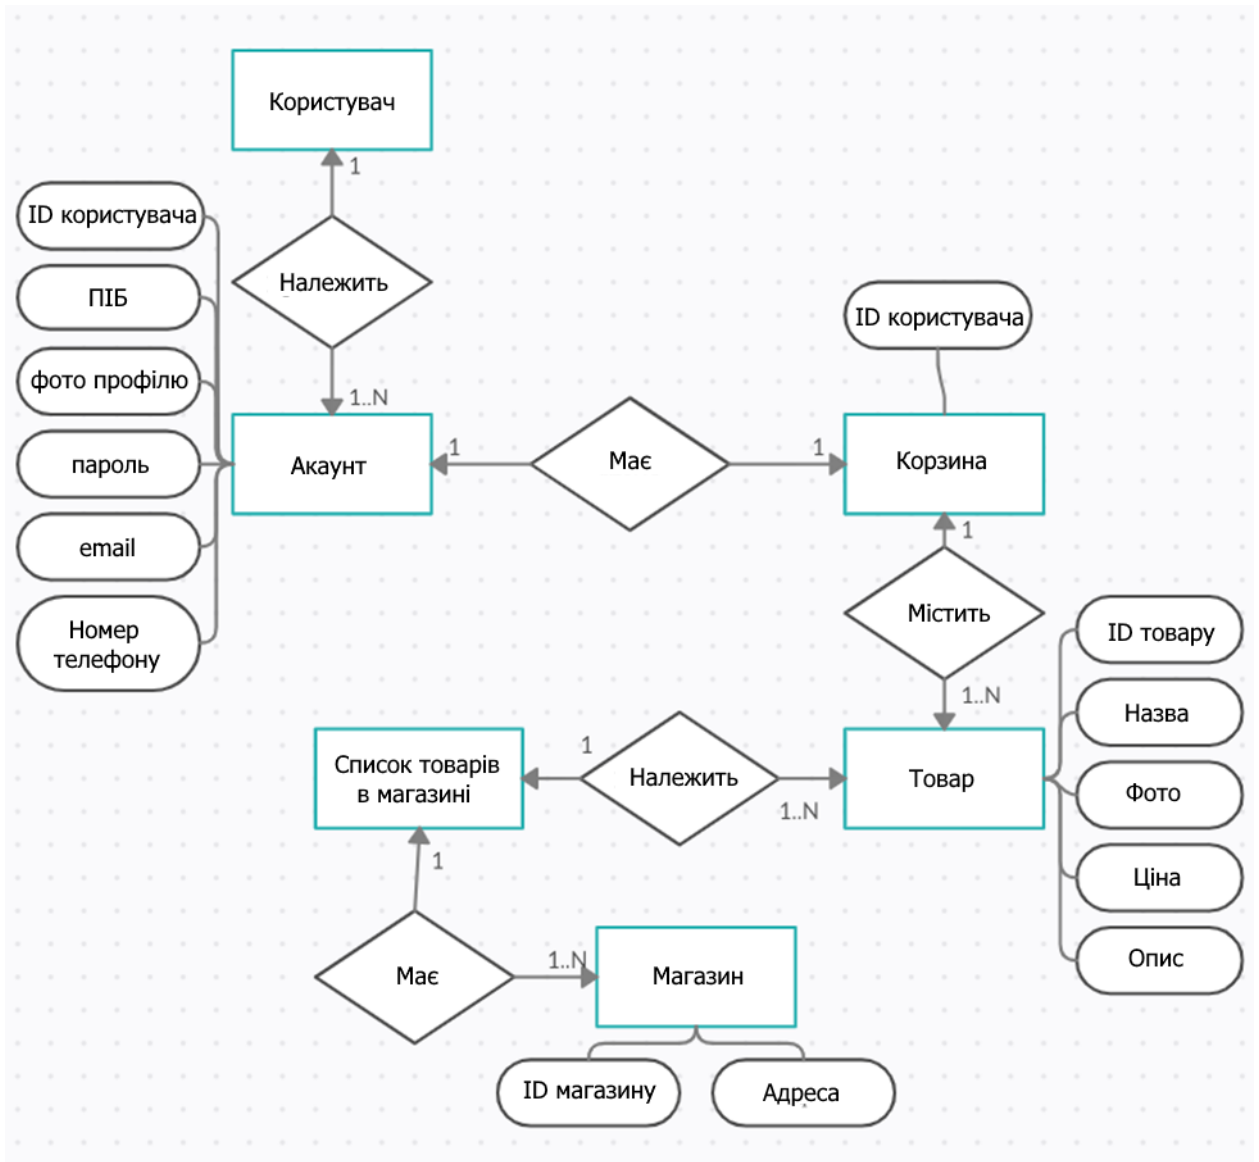 Користувач
1
ID користувача
Належить
ПІБ
ID користувача
фото профілю
1..N
Акаунт
1
Має
1
Корзина
пароль
1
email
Містить
Номер
телефону
ID товару
1..N
Назва
1
Список товарів
в магазині
Належить
Товар
Фото
1..N
1
Ціна
Має
1..N
Магазин
Опис
ID магазину
Адреса